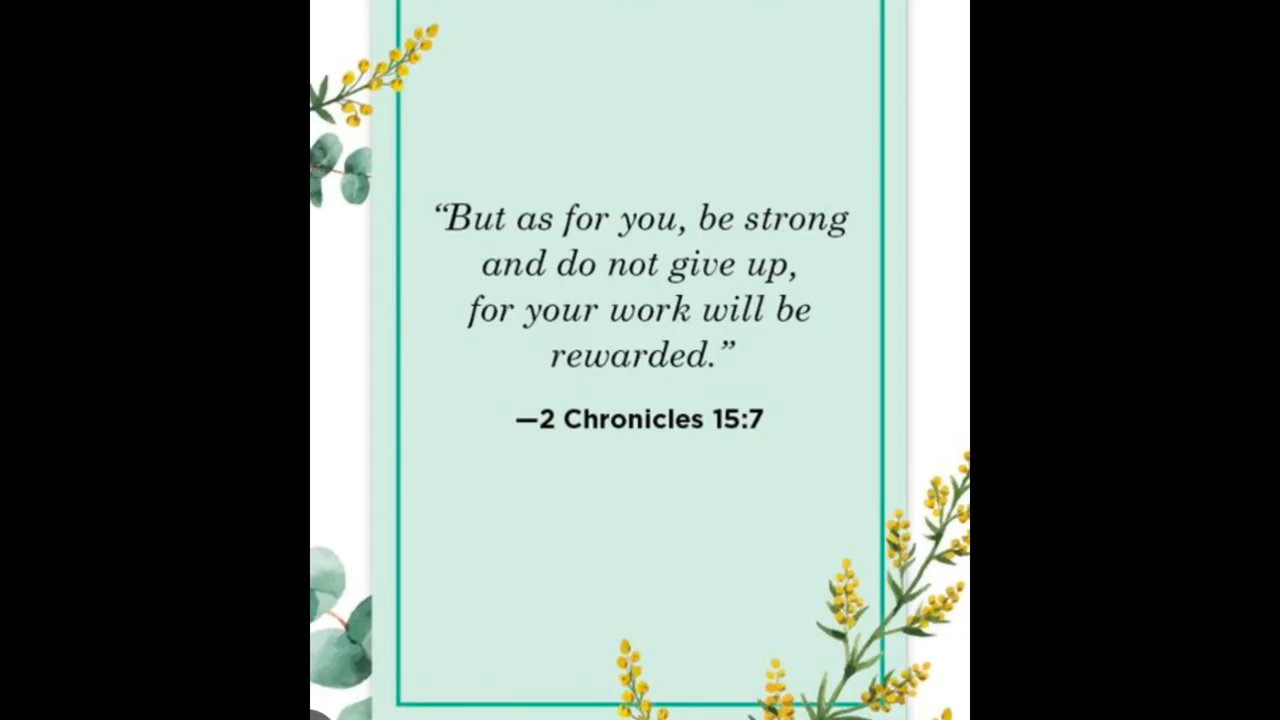 “But as for you, be strong
and do not give up,
for your work will be
rewarded.”
—2 Chronicles 15:7